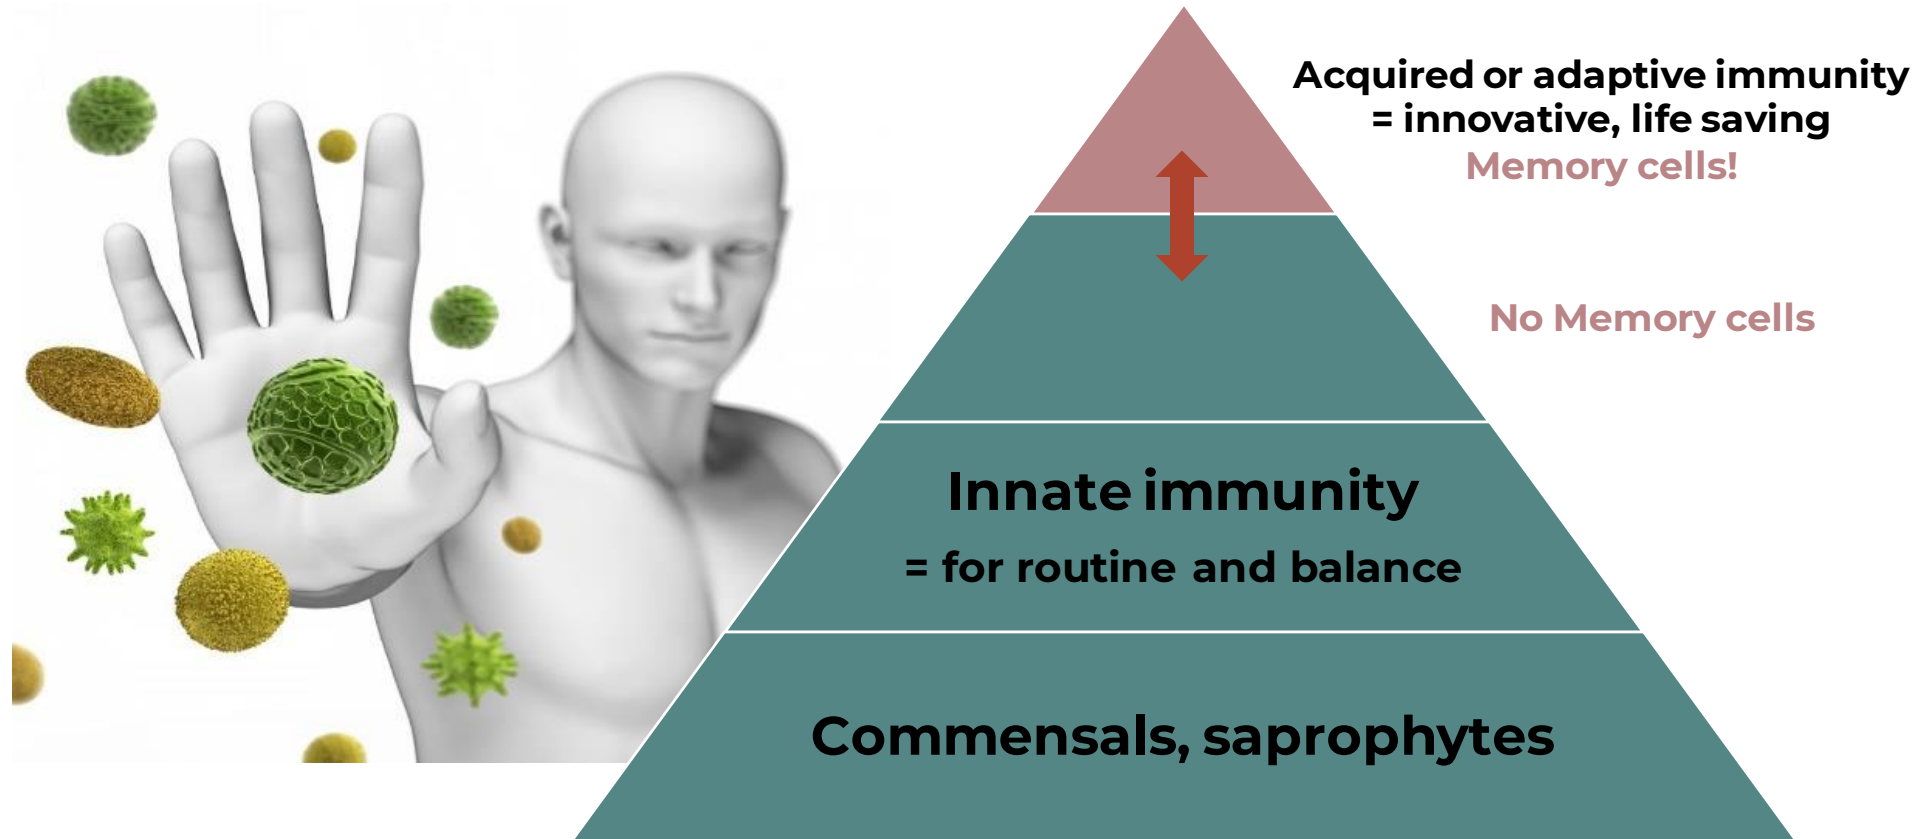 Acquired or adaptive immunity
= innovative, life saving
Memory cells!
No Memory cells
Innate immunity
= for routine and balance
Commensals, saprophytes